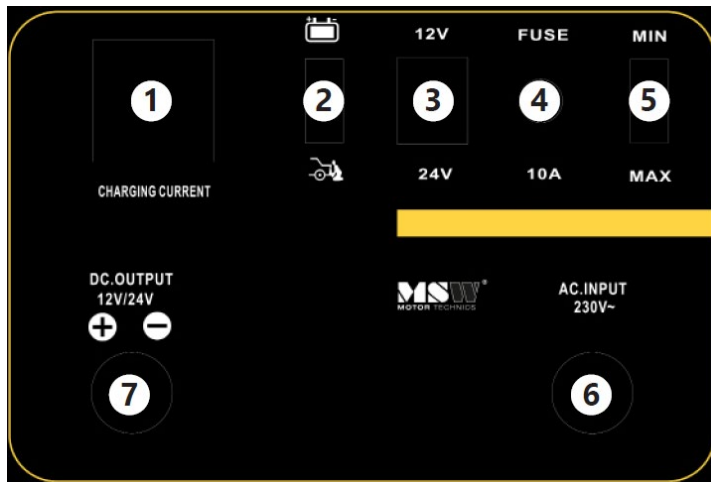 12V FUSE MIN
1 2 3 4 5
24V 10A MAX
CHARGING CURRENT
DC.OUTPUT
12V/24V
MSW®
MOTOR TECHNICS
AC.INPUT
230V~
7 6